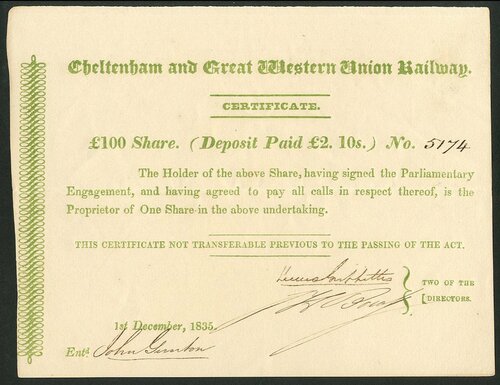 Cheltenham and Great Western Union Railway.
CERTIFICATE.
£100 Share. (Deposit Paid £2. 10s.) No. 5174
The Holder of the above Share, having signed the Parliamentary
Engagement, and having agreed to pay all calls in respect thereof, is the
Proprietor of One Share in the above undertaking.
THIS CERTIFICATE NOT TRANSFERABLE PREVIOUS TO THE PASSING OF THE ACT.
TWO OF THE
DIRECTORS.
1st December, 1835.
Entd. John